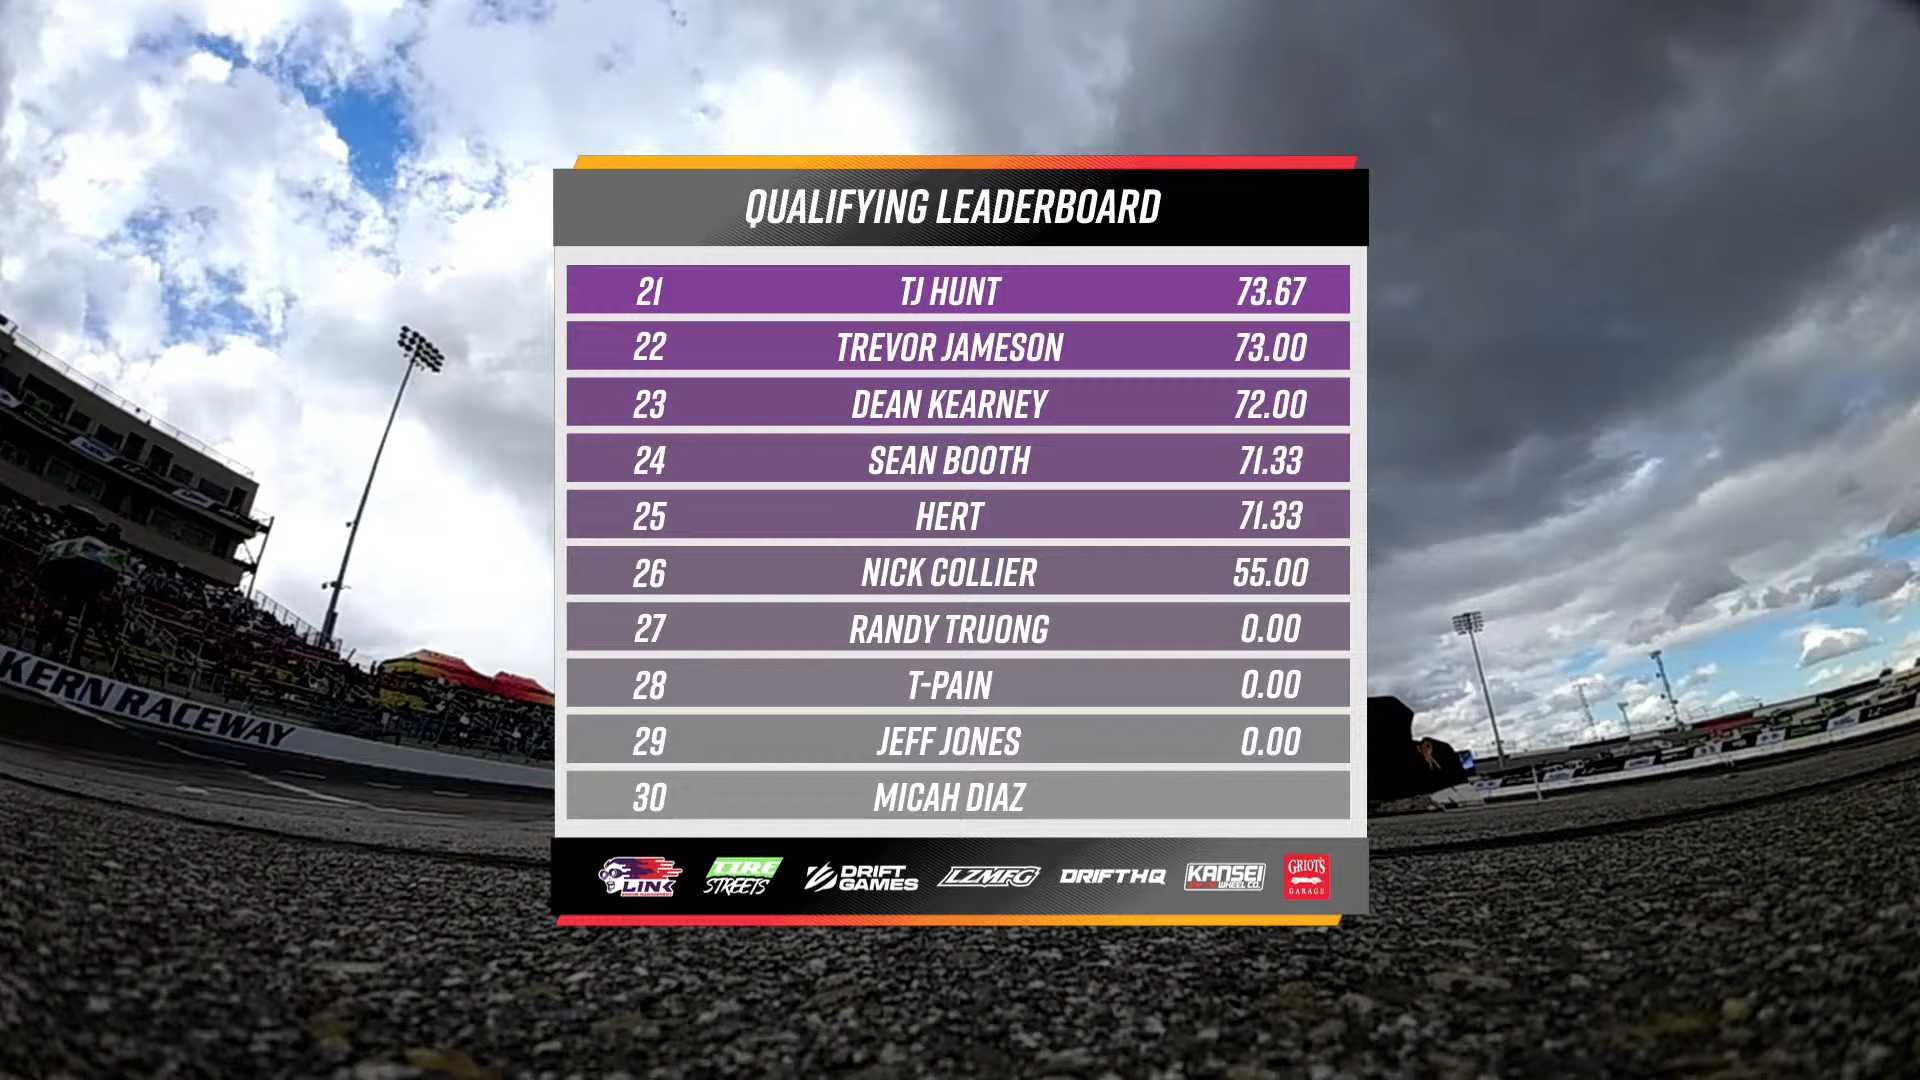 QUALIFYING LEADERBOARD
21 TJ HUNT 73.67
22 TREVOR JAMESON 73.00
23 DEAN KEARNEY 72.00
24 SEAN BOOTH 71.33
25 HERT 71.33
26 NICK COLLIER 55.00
27 RANDY TRUONG 0.00
28 T-PAIN 0.00
29 JEFF JONES 0.00
30 MICAH DIAZ
KERN RACEWAY
LINK
TIRE STREETS
DRIFT GAMES
LZMFG
DRIFTHQ
KANSEI
WHEEL CO.
GRIOT'S
GARAGE